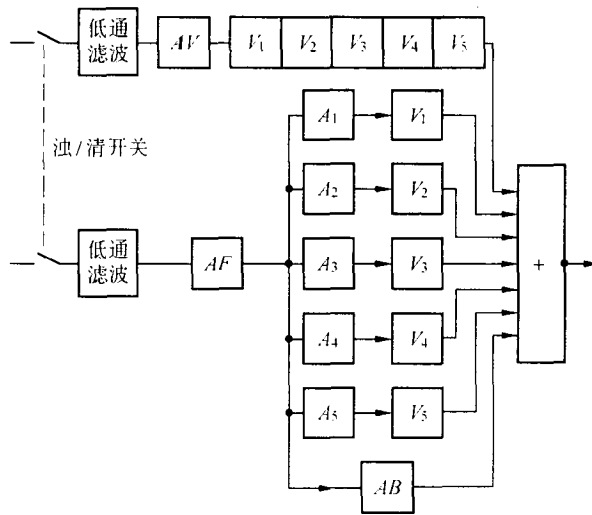 低通
滤波
AV
V₁ V₂ V₃ V₄ V₅
A₁ V₁
浊/清开关
A₂ V₂
低通
滤波
AF
A₃ V₃
+
A₄ V₄
A₅ V₅
AB